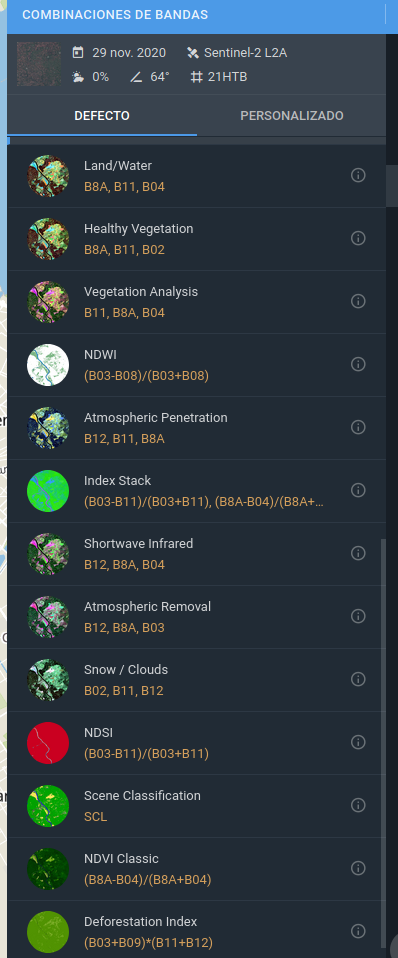 COMBINACIONES DE BANDAS
29 nov. 2020 Sentinel-2 L2A
0% 64° 21HTB
DEFECTO PERSONALIZADO
Land/Water
B8A, B11, B04
Healthy Vegetation
B8A, B11, B02
Vegetation Analysis
B11, B8A, B04
NDWI
(B03-B08)/(B03+B08)
Atmospheric Penetration
B12, B11, B8A
Index Stack
(B03-B11)/(B03+B11), (B8A-B04)/(B8A+...
Shortwave Infrared
B12, B8A, B04
Atmospheric Removal
B12, B8A, B03
Snow / Clouds
B02, B11, B12
NDSI
(B03-B11)/(B03+B11)
Scene Classification
SCL
NDVI Classic
(B8A-B04)/(B8A+B04)
Deforestation Index
(B03+B09)*(B11+B12)